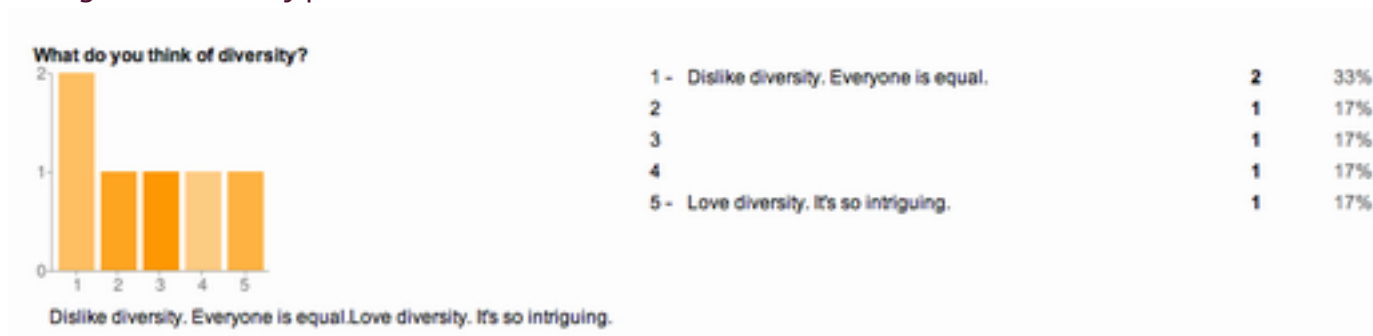 What do you think of diversity?
2
1
0
1 2 3 4 5
Dislike diversity. Everyone is equal.Love diversity. It's so intriguing.
1 - Dislike diversity. Everyone is equal. 2 33%
2 1 17%
3 1 17%
4 1 17%
5 - Love diversity. It's so intriguing. 1 17%